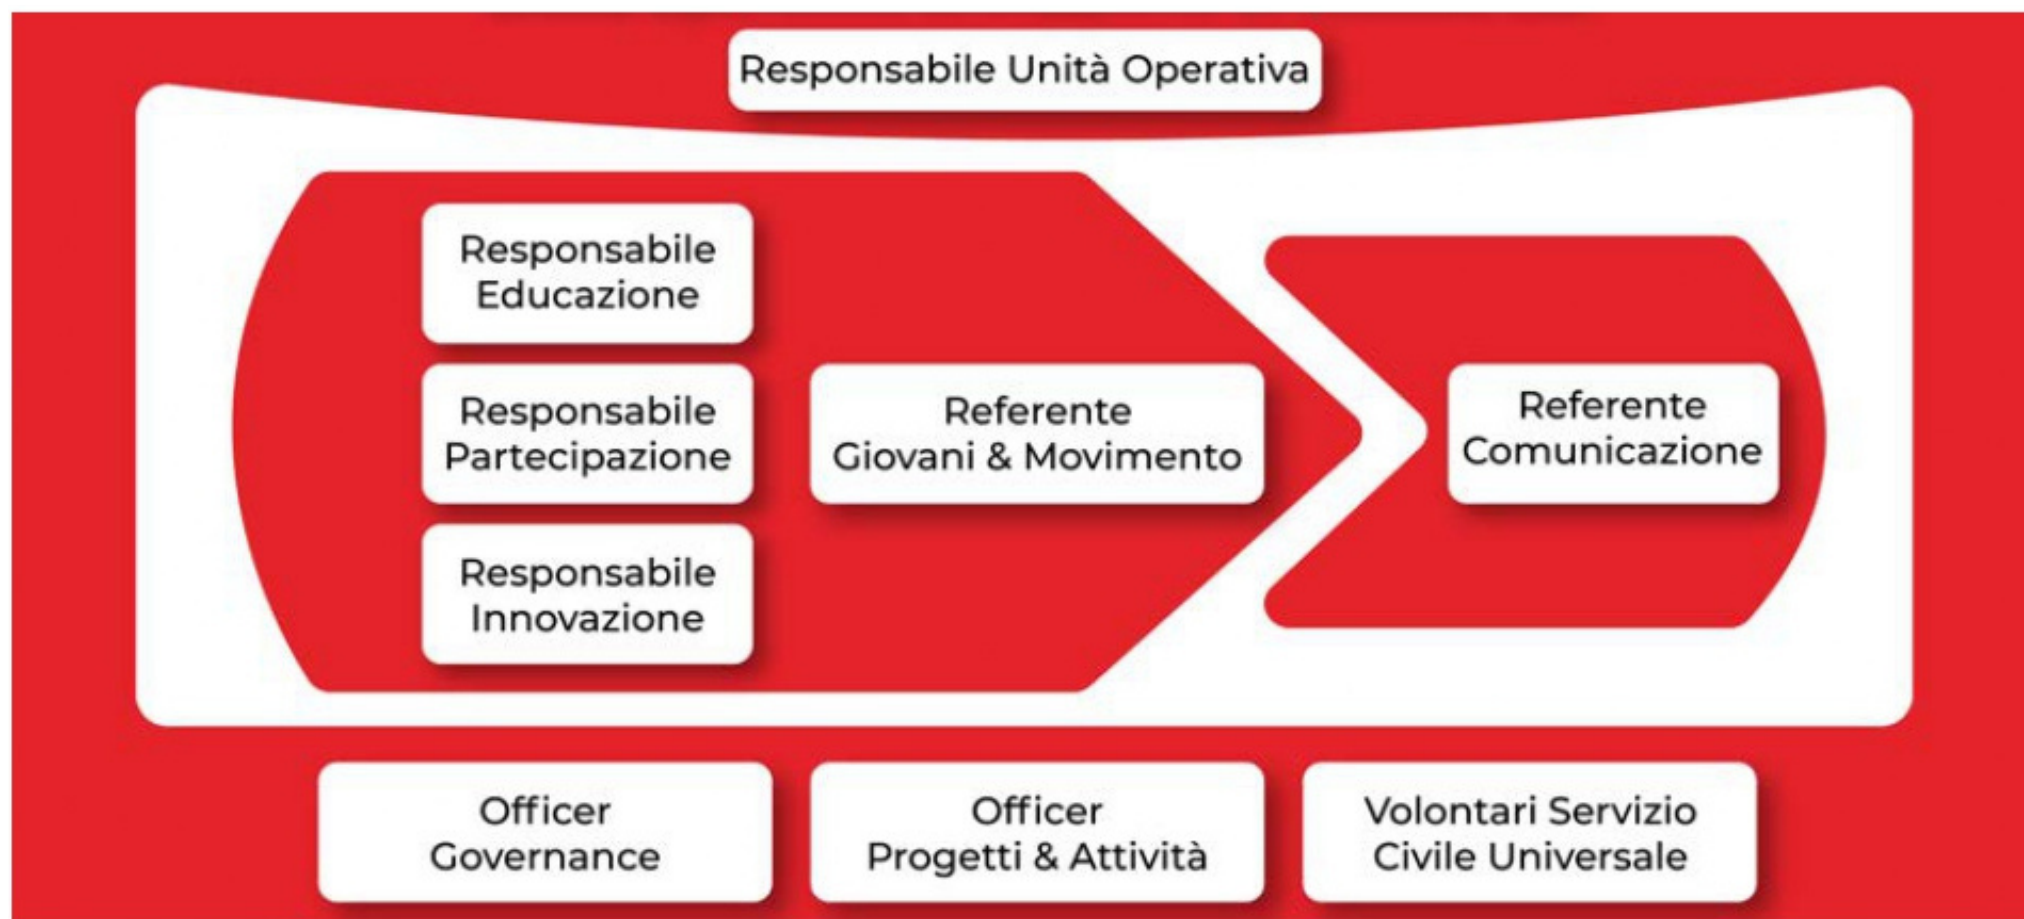 Responsabile Unità Operativa
Responsabile
Educazione
Responsabile
Partecipazione
Responsabile
Innovazione
Referente
Giovani & Movimento
Referente
Comunicazione
Officer
Governance
Officer
Progetti & Attività
Volontari Servizio
Civile Universale